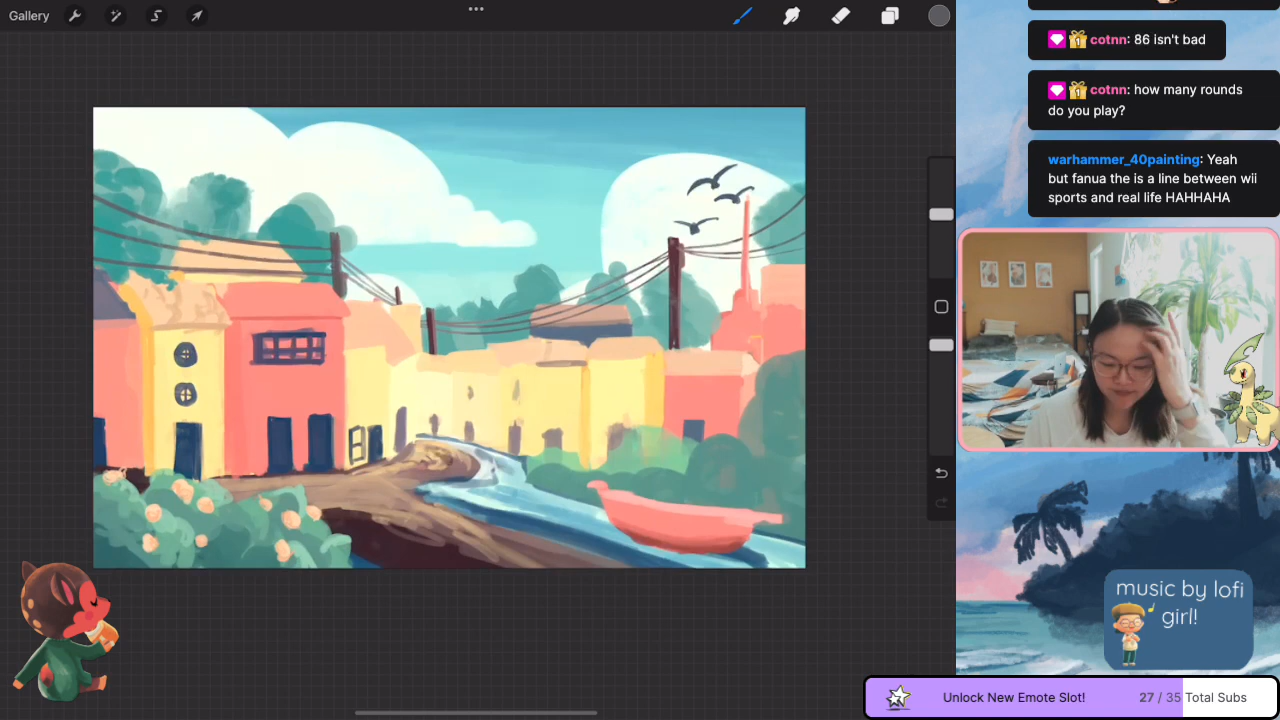 Gallery
cotnn: 86 isn't bad
cotnn: how many rounds
do you play?
warhammer_40painting: Yeah
but fanua the is a line between wii
sports and real life HAHHAHA
music by lofi
girl!
Unlock New Emote Slot! 27 / 35 Total Subs